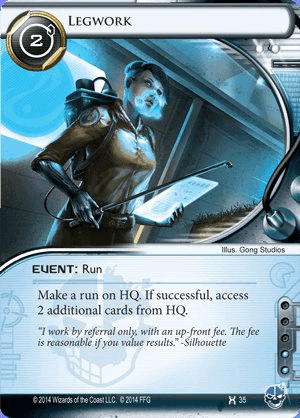 Legwork
2
Illus. Gong Studios
EVENT: Run
Make a run on HQ. If successful, access
2 additional cards from HQ.
“I work by referral only, with an up-front fee. The fee
is reasonable if you value results.” -Silhouette
© 2014 Wizards of the Coast LLC. © 2014 FFG
35